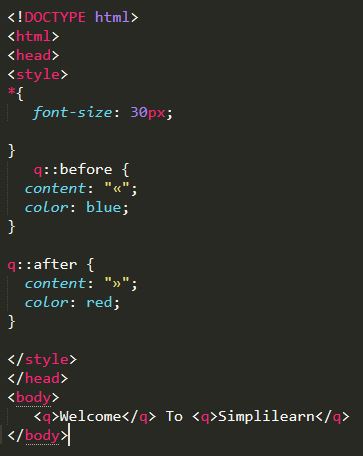 <!DOCTYPE html>
<html>
<head>
<style>
*{
   font-size: 30px;

}
   q::before {
  content: "«";
  color: blue;
}

q::after {
  content: "»";
  color: red;
}

</style>
</head>
<body>
   <q>Welcome</q> To <q>Simplilearn</q>
</body>